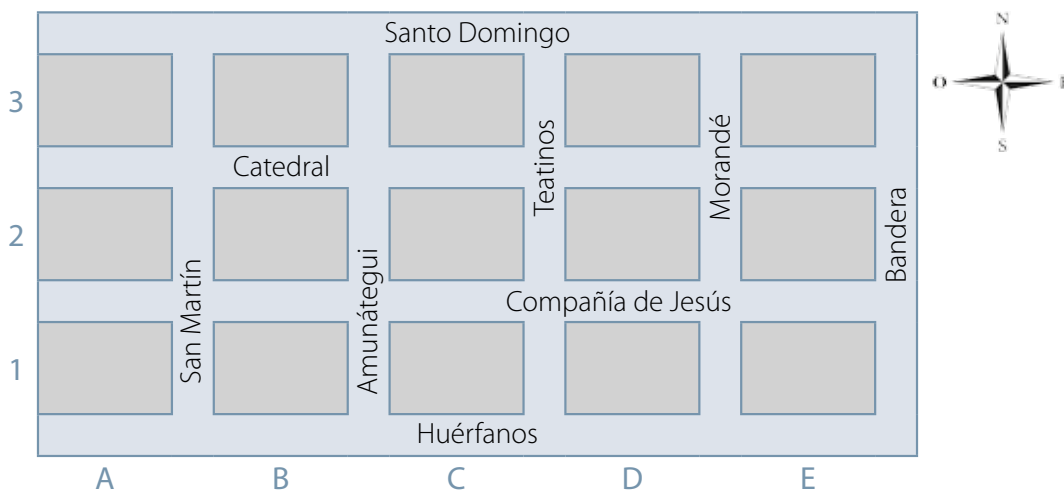 Santo Domingo
N
O
E
S
3
Catedral
Teatinos
Morandé
2
San Martín
Amunátegui
Bandera
Compañía de Jesús
1
Huérfanos
A
B
C
D
E